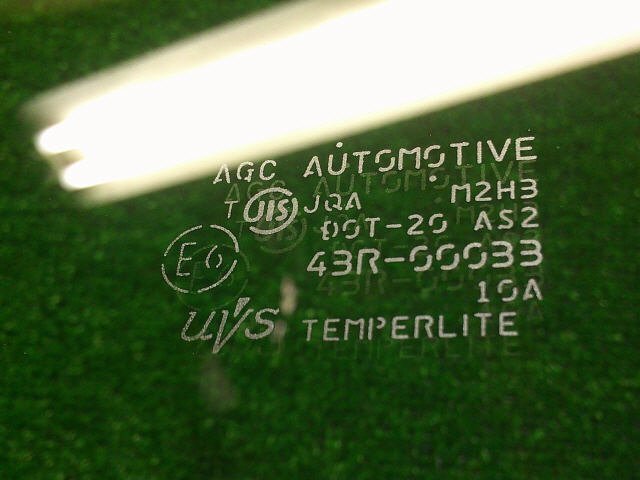 AGC AUTOMOTIVE
T JIS JQA M2H3
DOT-20 AS2
E6 43R-00033
10A
UVS TEMPERLITE